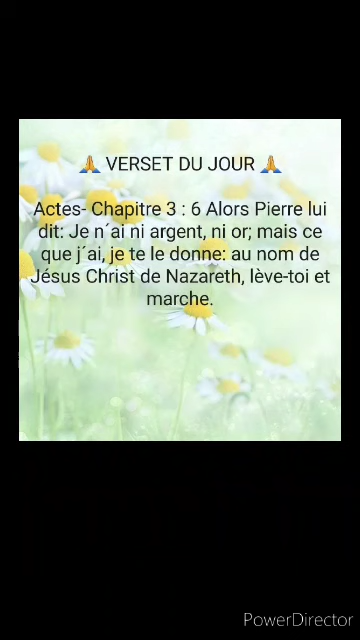 🙏 VERSET DU JOUR 🙏
Actes- Chapitre 3 : 6 Alors Pierre lui
dit: Je n´ai ni argent, ni or; mais ce
que j´ai, je te le donne: au nom de
Jésus Christ de Nazareth, lève-toi et
marche.
PowerDirector